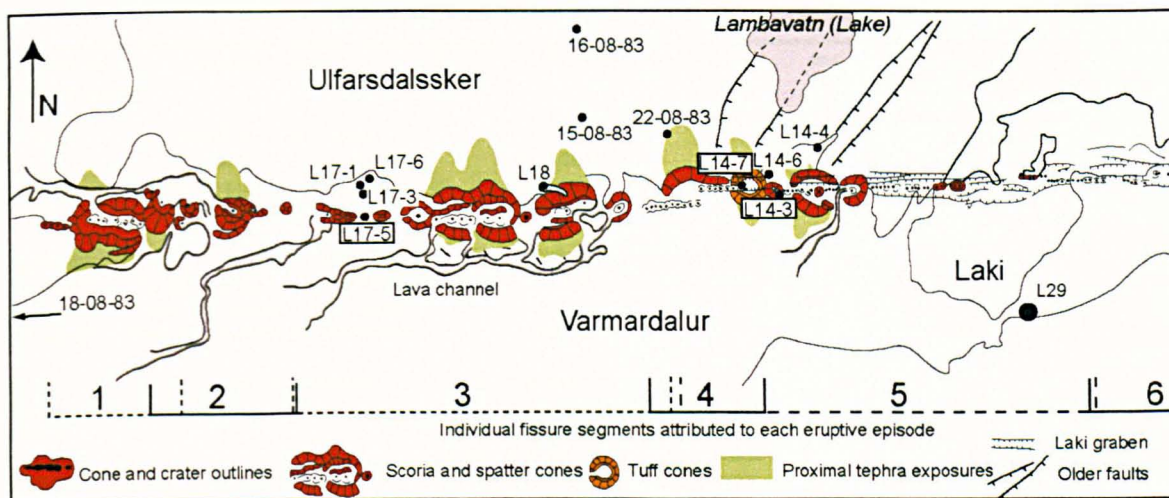 Lambavatn (Lake)
16-08-83
Ulfarsdalssker
N
15-08-83
22-08-83
L14-4
L17-6
L14-7
L14-6
L17-1
L18
L17-3
L14-3
L17-5
Laki
L29
18-08-83
Lava channel
Varmardalur
1
2
3
4
5
6
Individual fissure segments attributed to each eruptive episode
Laki graben
Cone and crater outlines
Scoria and spatter cones
Tuff cones
Proximal tephra exposures
Older faults